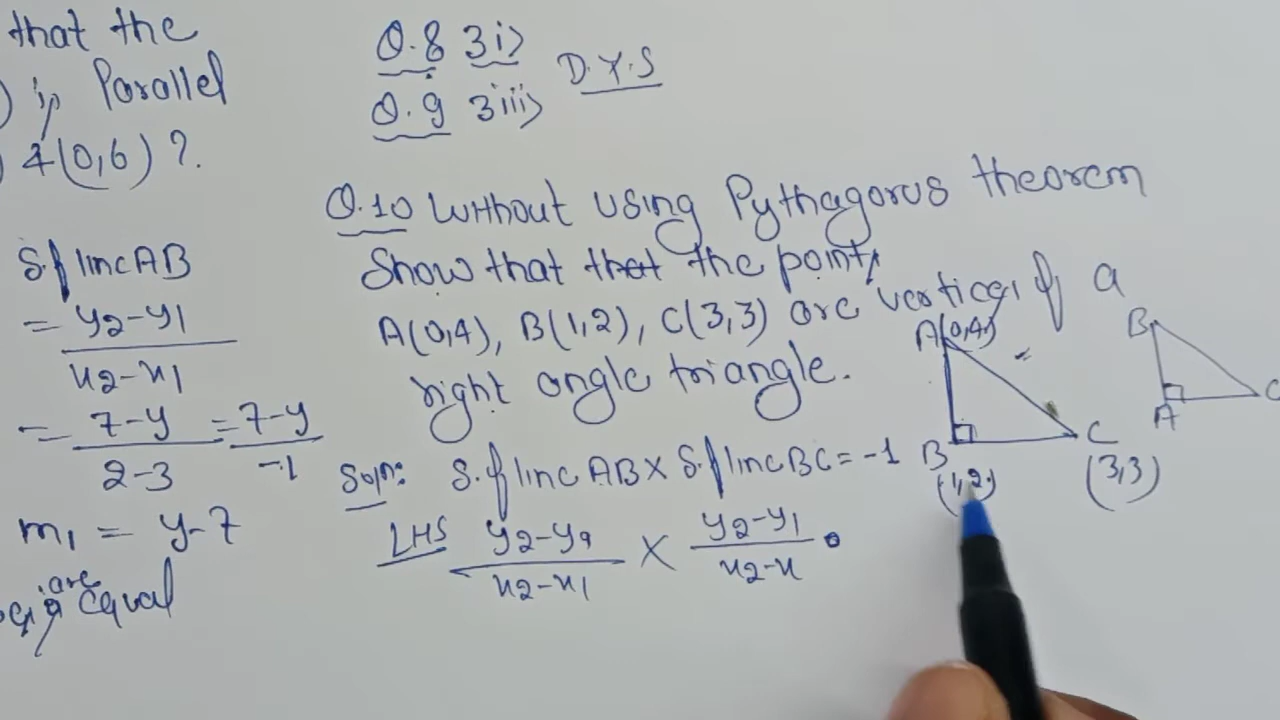 that the
) is Parallel
4(0,6) ?.
S.of line AB
= y2-y1
x2-x1
= 7-y = 7-y
2-3 -1
m1 = y-7
are
equal
Q.8 3i>
Q.9 3iii> D.Y.S
Q.10 Without using Pythagorus theorem
Show that that the points
A(0,4), B(1,2), C(3,3) are vertices of a
right angle triangle.
Soln: S.of line AB x S.of line BC = -1
LHS y2-y1 X y2-y1
x2-x1 x2-x
A(0,4)
B
(1,2)
C
(3,3)
B
A
C